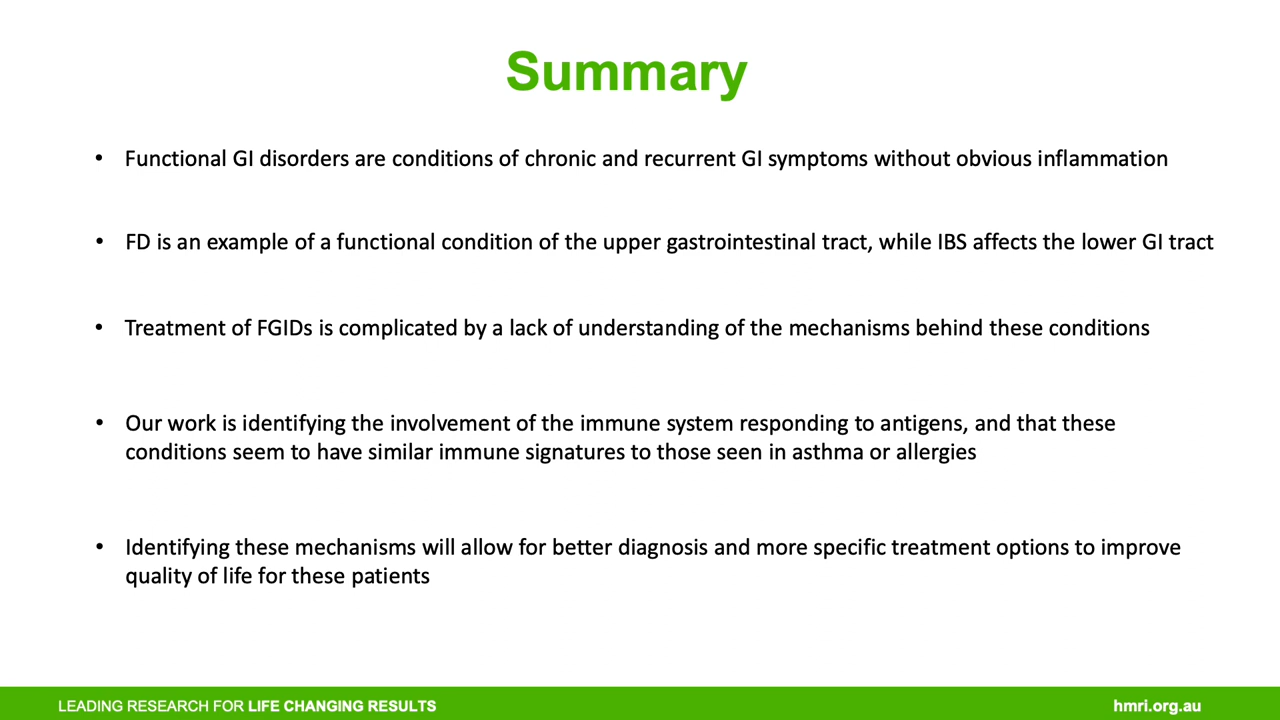 Summary
• Functional GI disorders are conditions of chronic and recurrent GI symptoms without obvious inflammation
• FD is an example of a functional condition of the upper gastrointestinal tract, while IBS affects the lower GI tract
• Treatment of FGIDs is complicated by a lack of understanding of the mechanisms behind these conditions
• Our work is identifying the involvement of the immune system responding to antigens, and that these
conditions seem to have similar immune signatures to those seen in asthma or allergies
• Identifying these mechanisms will allow for better diagnosis and more specific treatment options to improve
quality of life for these patients
LEADING RESEARCH FOR LIFE CHANGING RESULTS
hmri.org.au